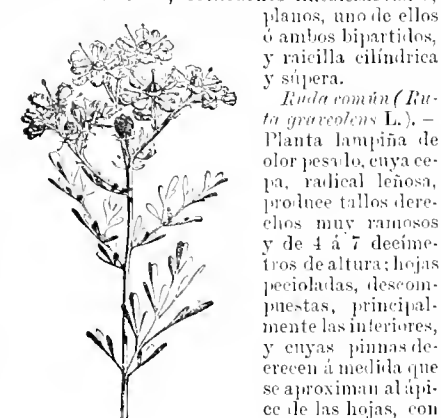 planos, uno de ellos
ó ambos bipartidos,
y raicilla cilíndrica
y súpera.
Ruda común (Ru-
ta graveolens L.). –
Planta lampiña de
olor pesado, cuya ce-
pa, radical leñosa,
produce tallos dere-
chos muy ramosos
y de 4 á 7 decíme-
tros de altura; hojas
pecioladas, descom-
puestas, principal-
mente las inferiores,
y cuyas pinnas de-
crecen á medida que
se aproximan al ápi-
ce de las hojas, con